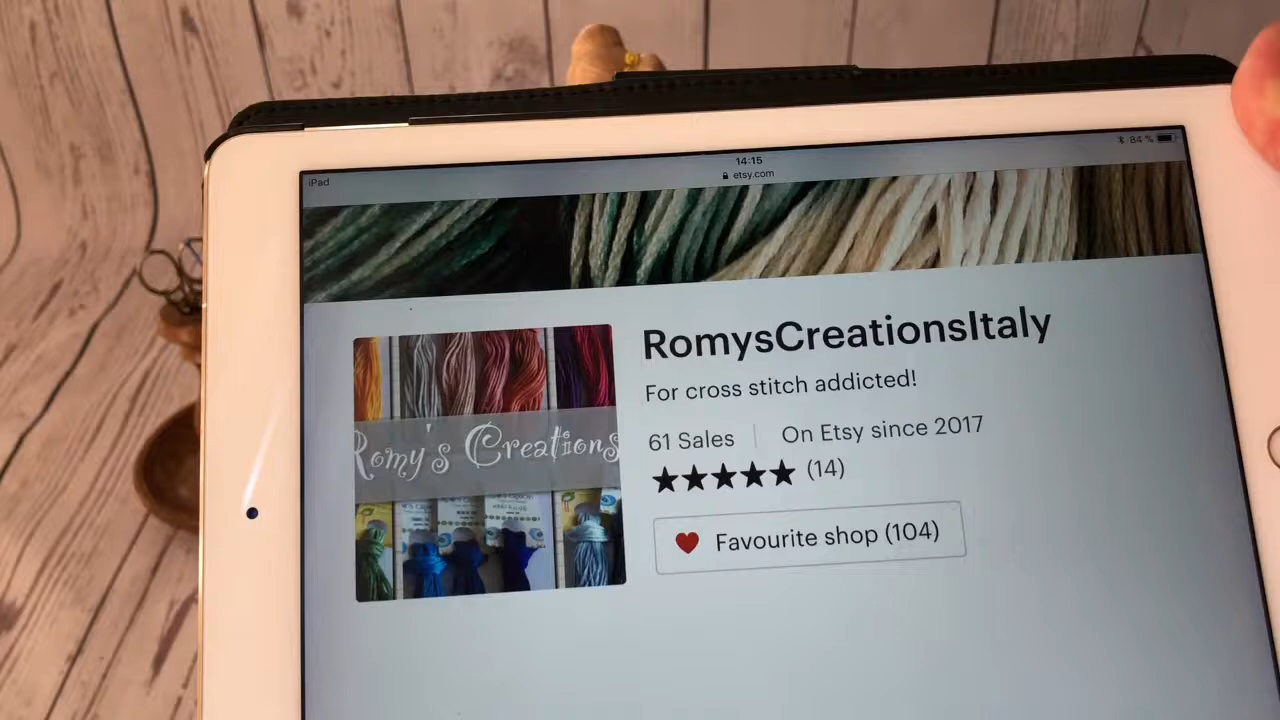 iPad
14:15
84 %
etsy.com
RomysCreationsItaly
For cross stitch addicted!
Romy's Creations
61 Sales
On Etsy since 2017
(14)
Favourite shop (104)